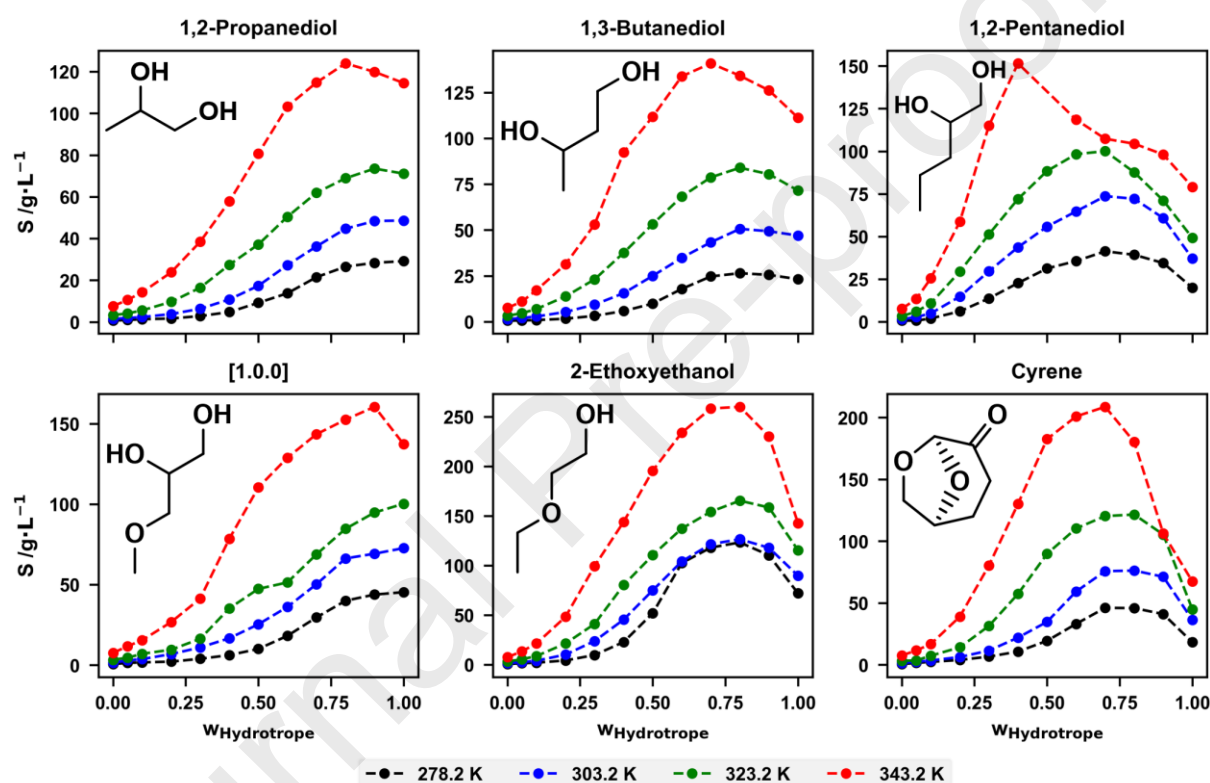 1,2-Propanediol
1,3-Butanediol
1,2-Pentanediol
S /g·L⁻¹
120
100
80
60
40
20
0
OH
OH
125
100
75
50
25
0
OH
HO
150
125
100
75
50
25
0
OH
HO
[1.0.0]
2-Ethoxyethanol
Cyrene
S /g·L⁻¹
150
100
50
0
OH
HO
O
250
200
150
100
50
0
OH
O
200
150
100
50
0
O
O
O
0.00 0.25 0.50 0.75 1.00
0.00 0.25 0.50 0.75 1.00
0.00 0.25 0.50 0.75 1.00
wHydrotrope
wHydrotrope
wHydrotrope
278.2 K 303.2 K 323.2 K 343.2 K
urnal Pre-proo